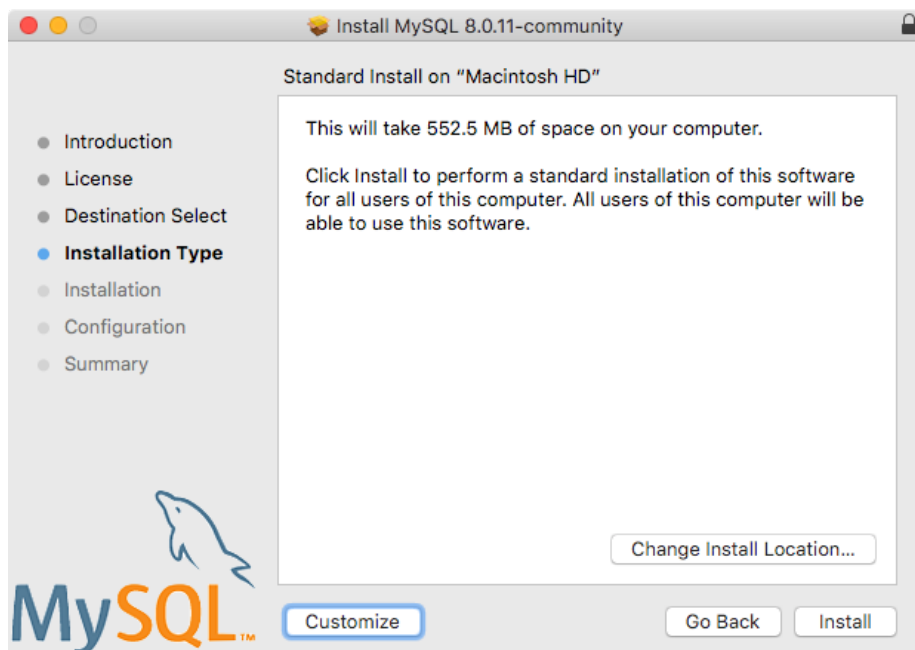 Install MySQL 8.0.11-community
Standard Install on “Macintosh HD”
Introduction
License
Destination Select
Installation Type
Installation
Configuration
Summary
This will take 552.5 MB of space on your computer.
Click Install to perform a standard installation of this software
for all users of this computer. All users of this computer will be
able to use this software.
Change Install Location...
MySQL™
Customize
Go Back
Install